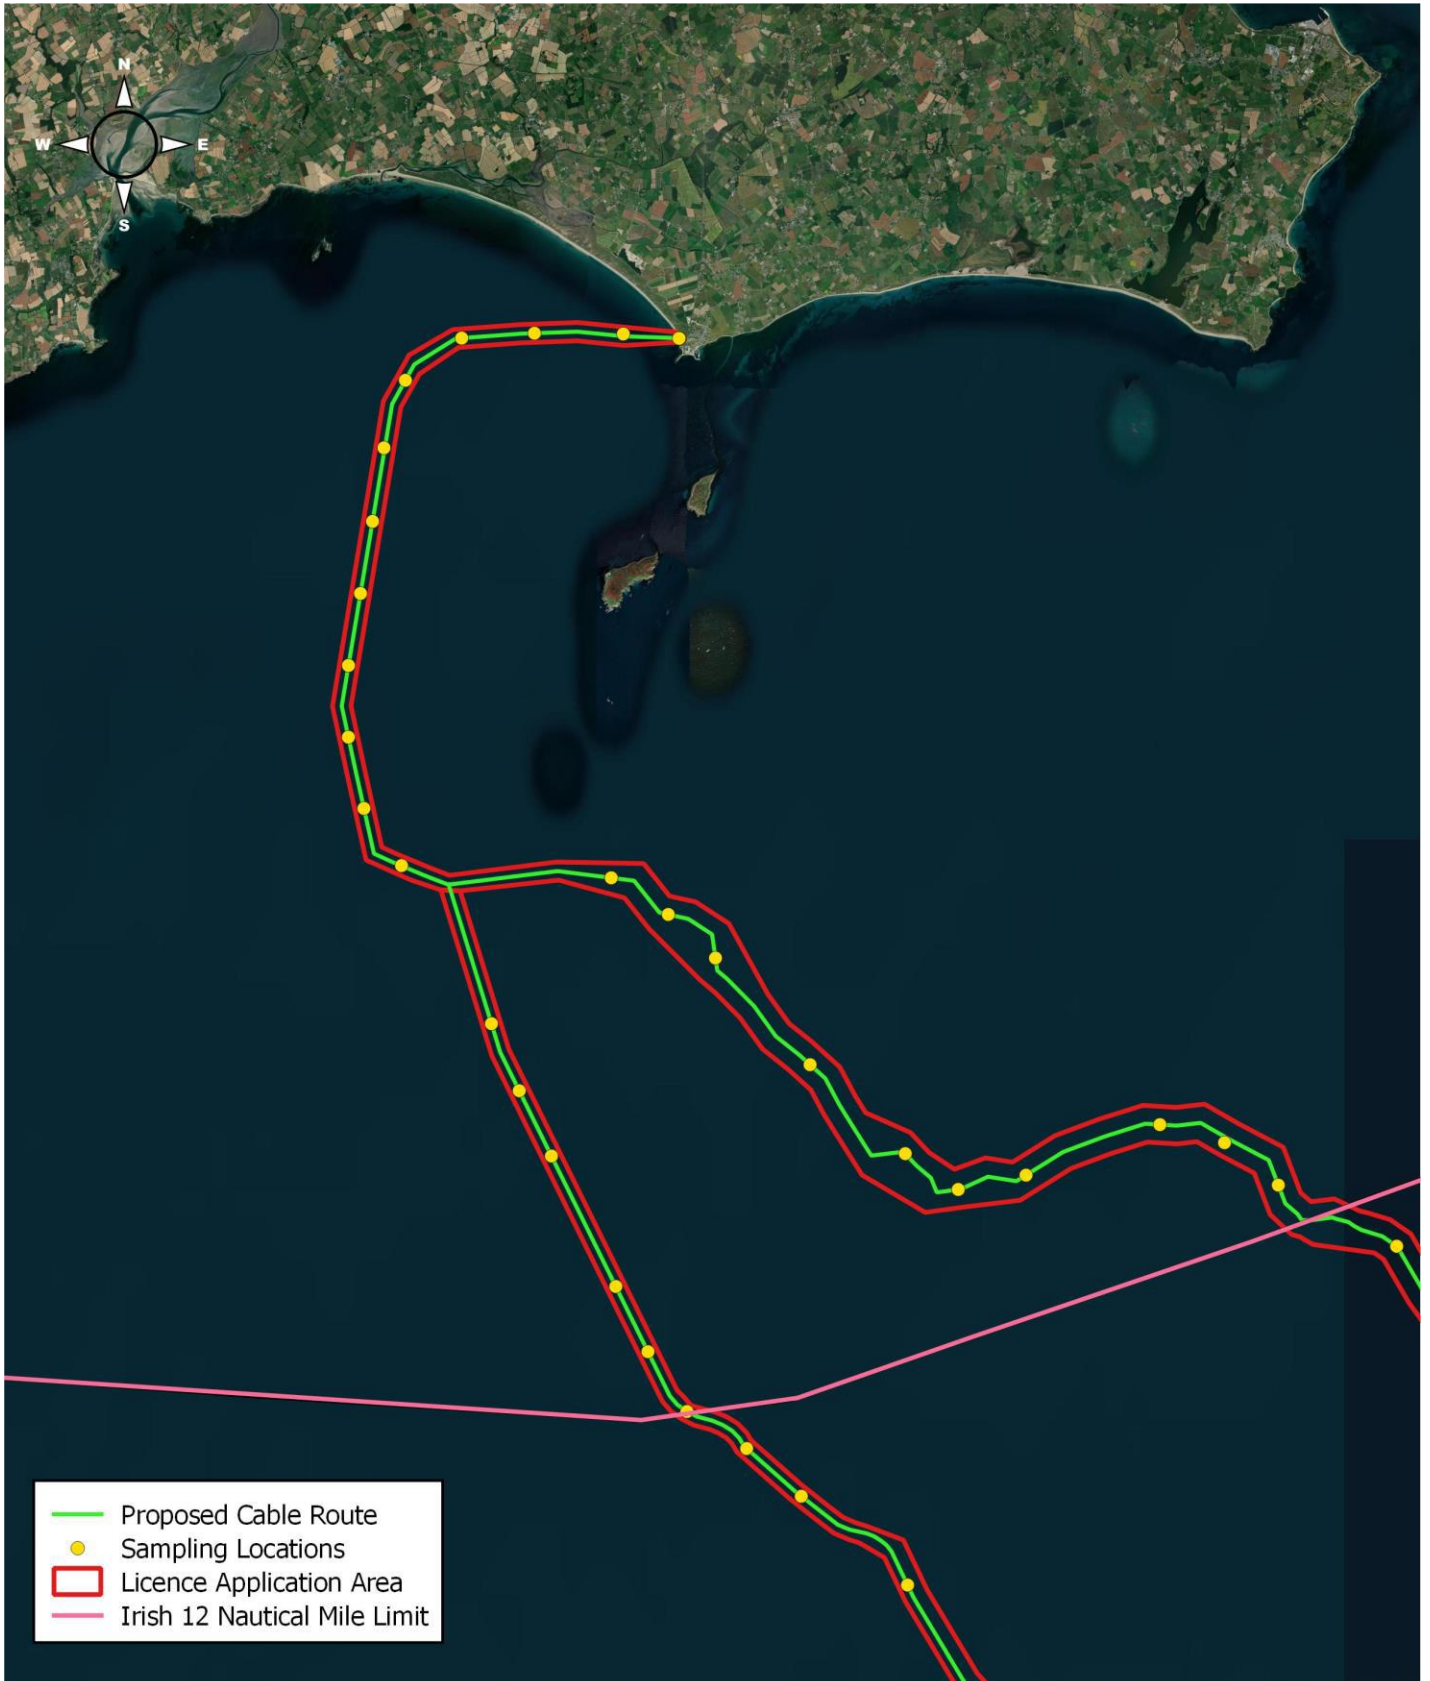 N
W E
S
Proposed Cable Route
Sampling Locations
Licence Application Area
Irish 12 Nautical Mile Limit